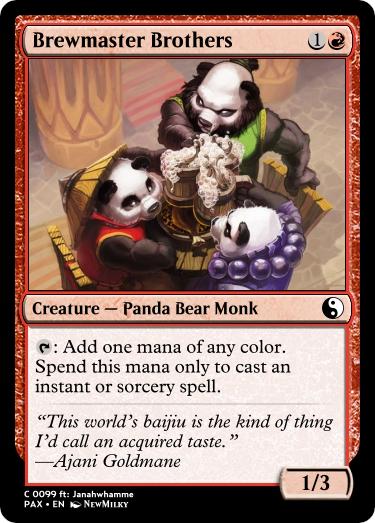 Brewmaster Brothers 1
Creature — Panda Bear Monk
: Add one mana of any color.
Spend this mana only to cast an
instant or sorcery spell.
“This world’s baijiu is the kind of thing
I’d call an acquired taste.”
—Ajani Goldmane
1/3
C 0099 ft: Janahwhamme
PAX • EN NewMilky